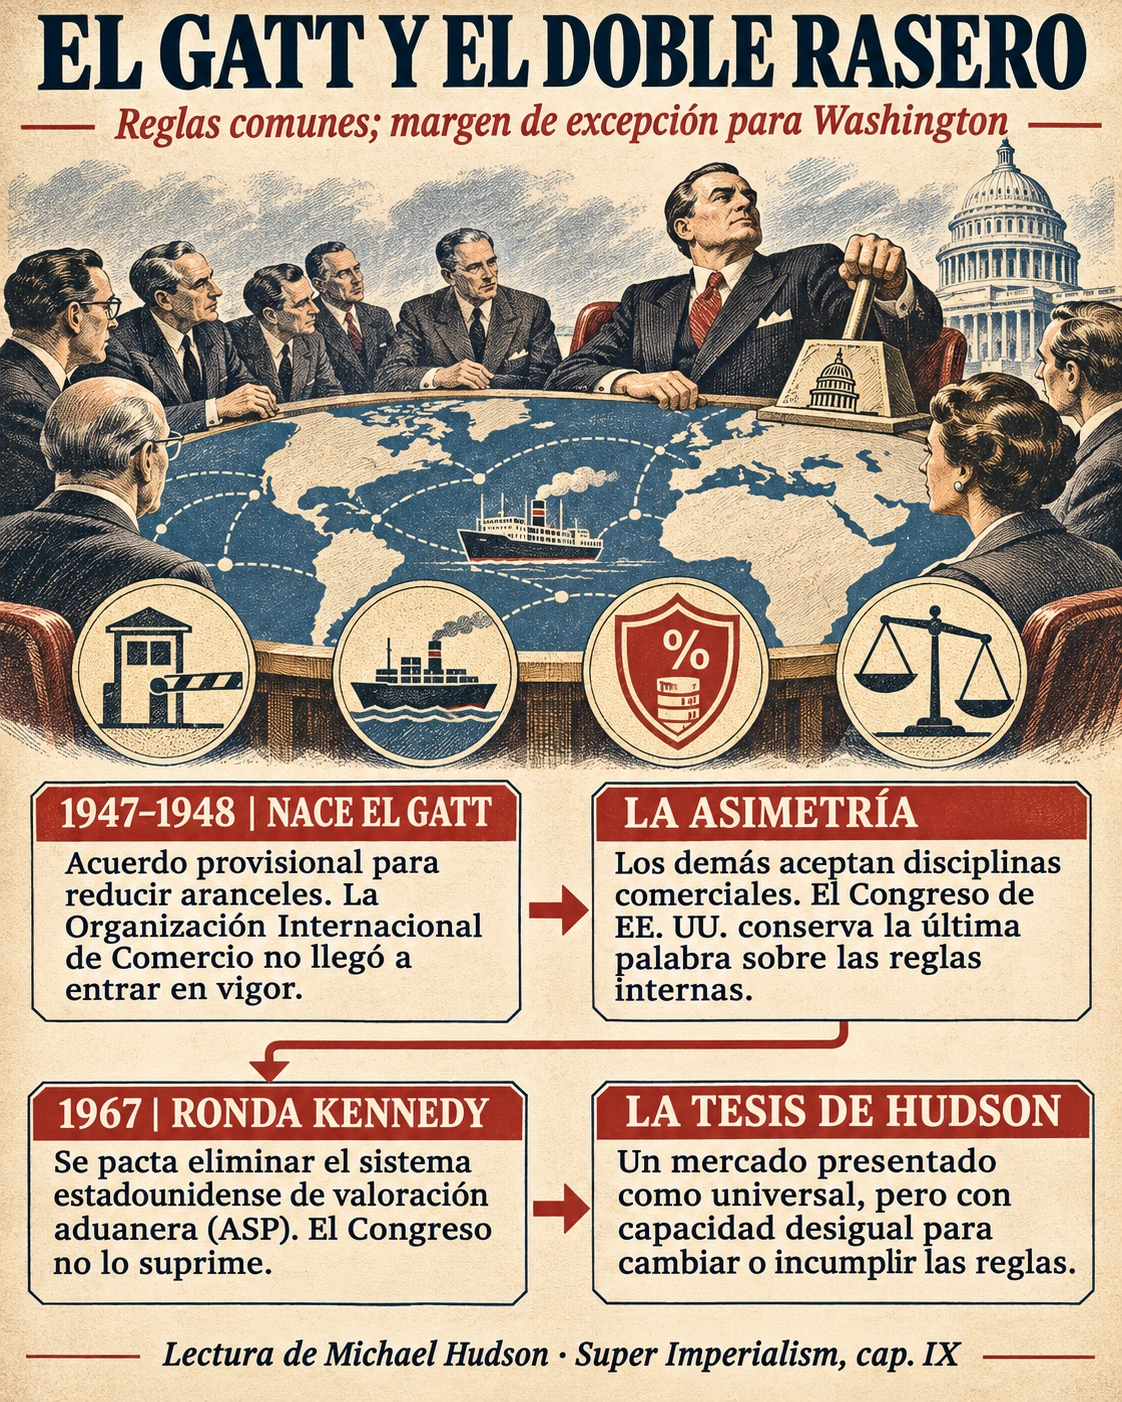 EL GATT Y EL DOBLE RASERO
Reglas comunes; margen de excepción para Washington
%
1947–1948 | NACE EL GATT
Acuerdo provisional para
reducir aranceles. La
Organización Internacional
de Comercio no llegó a
entrar en vigor.
LA ASIMETRÍA
Los demás aceptan disciplinas
comerciales. El Congreso de
EE. UU. conserva la última
palabra sobre las reglas
internas.
1967 | RONDA KENNEDY
Se pacta eliminar el sistema
estadounidense de valoración
aduanera (ASP). El Congreso
no lo suprime.
LA TESIS DE HUDSON
Un mercado presentado
como universal, pero con
capacidad desigual para
cambiar o incumplir las reglas.
Lectura de Michael Hudson · Super Imperialism, cap. IX